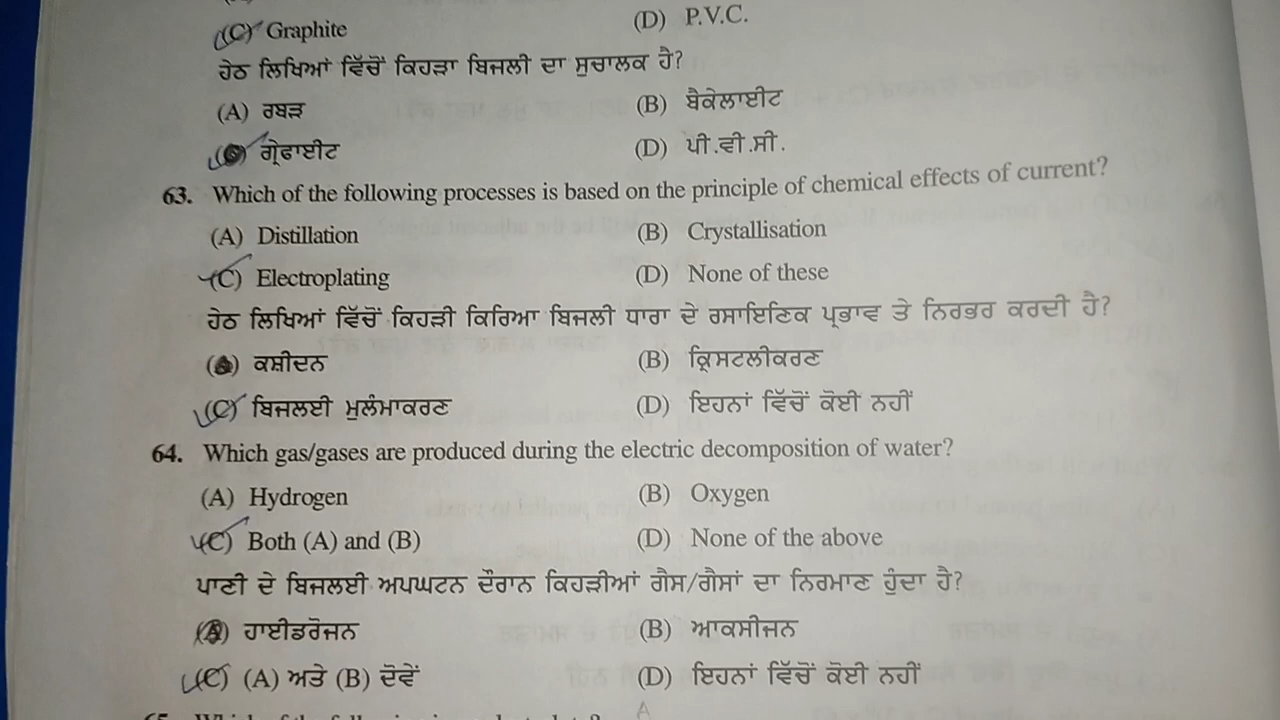 (C) Graphite (D) P.V.C.
ਹੇਠ ਲਿਖਿਆਂ ਵਿੱਚੋਂ ਕਿਹੜਾ ਬਿਜਲੀ ਦਾ ਸੁਚਾਲਕ ਹੈ?
(A) ਰਬੜ (B) ਬੈਕੇਲਾਈਟ
(C) ਗ੍ਰੇਫਾਈਟ (D) ਪੀ.ਵੀ.ਸੀ.
63. Which of the following processes is based on the principle of chemical effects of current?
(A) Distillation (B) Crystallisation
(C) Electroplating (D) None of these
ਹੇਠ ਲਿਖਿਆਂ ਵਿੱਚੋਂ ਕਿਹੜੀ ਕਿਰਿਆ ਬਿਜਲੀ ਧਾਰਾ ਦੇ ਰਸਾਇਣਿਕ ਪ੍ਰਭਾਵ ਤੇ ਨਿਰਭਰ ਕਰਦੀ ਹੈ?
(A) ਕਸ਼ੀਦਨ (B) ਕ੍ਰਿਸਟਲੀਕਰਣ
(C) ਬਿਜਲਈ ਮੁਲੰਮਾਕਰਣ (D) ਇਹਨਾਂ ਵਿੱਚੋਂ ਕੋਈ ਨਹੀਂ
64. Which gas/gases are produced during the electric decomposition of water?
(A) Hydrogen (B) Oxygen
(C) Both (A) and (B) (D) None of the above
ਪਾਣੀ ਦੇ ਬਿਜਲਈ ਅਪਘਟਨ ਦੌਰਾਨ ਕਿਹੜੀਆਂ ਗੈਸ/ਗੈਸਾਂ ਦਾ ਨਿਰਮਾਣ ਹੁੰਦਾ ਹੈ?
(A) ਹਾਈਡਰੋਜਨ (B) ਆਕਸੀਜਨ
(C) (A) ਅਤੇ (B) ਦੋਵੇਂ (D) ਇਹਨਾਂ ਵਿੱਚੋਂ ਕੋਈ ਨਹੀਂ